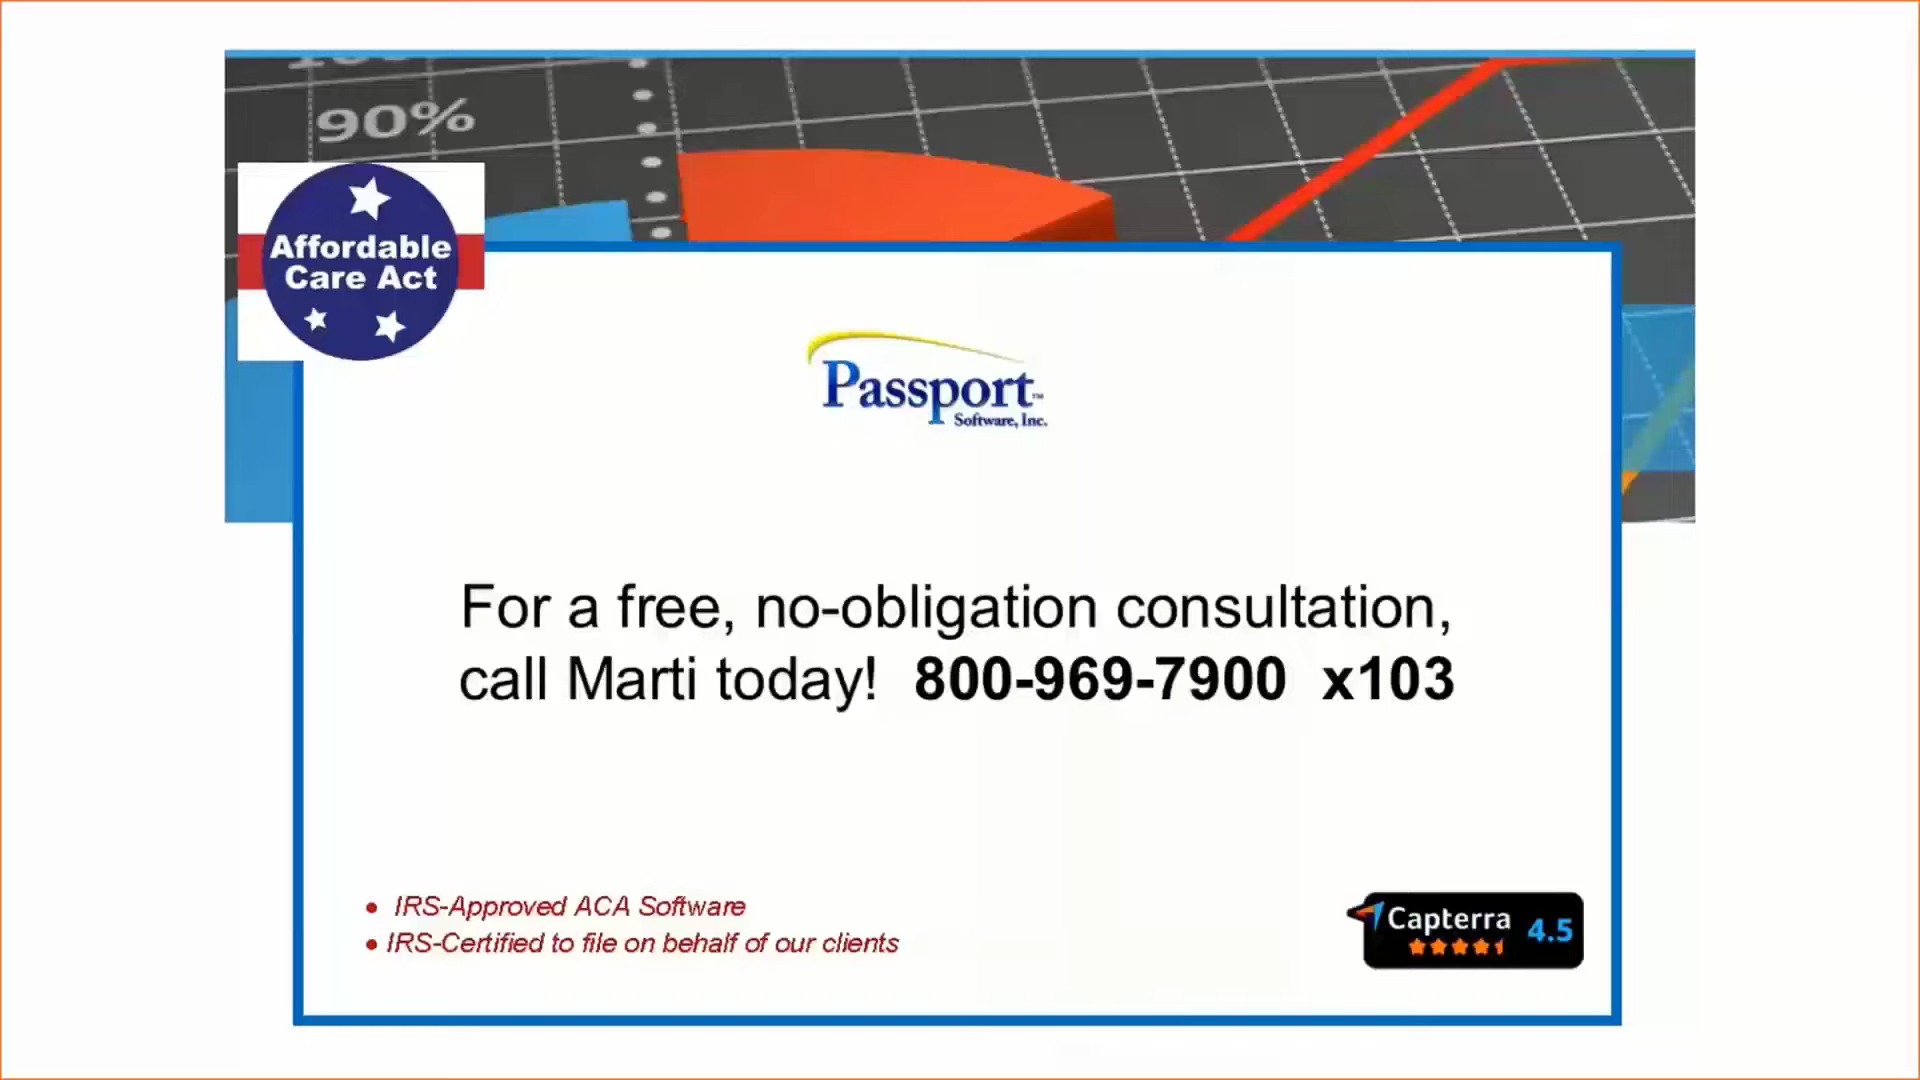 90%
Affordable
Care Act
Passport™
Software, Inc.
For a free, no-obligation consultation,
call Marti today! 800-969-7900 x103
• IRS-Approved ACA Software
• IRS-Certified to file on behalf of our clients
Capterra 4.5